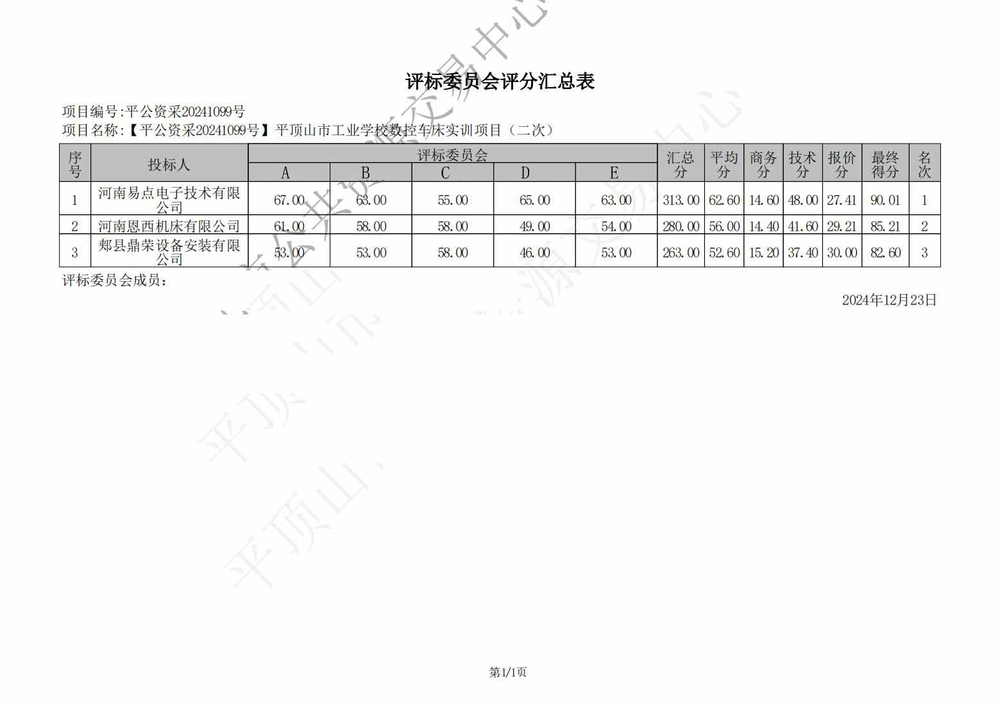 评标委员会评分汇总表
项目编号:平公资采20241099号
项目名称:【平公资采20241099号】平顶山市工业学校数控车床实训项目（二次）
序号 投标人 评标委员会 汇总分 平均分 商务分 技术分 报价分 最终得分 名次
A B C D E
1 河南易点电子技术有限公司 67.00 63.00 55.00 65.00 63.00 313.00 62.60 14.60 48.00 27.41 90.01 1
2 河南恩西机床有限公司 61.00 58.00 58.00 49.00 54.00 280.00 56.00 14.40 41.60 29.21 85.21 2
3 郏县鼎荣设备安装有限公司 53.00 53.00 58.00 46.00 53.00 263.00 52.60 15.20 37.40 30.00 82.60 3
评标委员会成员：
2024年12月23日
平顶山
平顶
平顶山
第1/1页